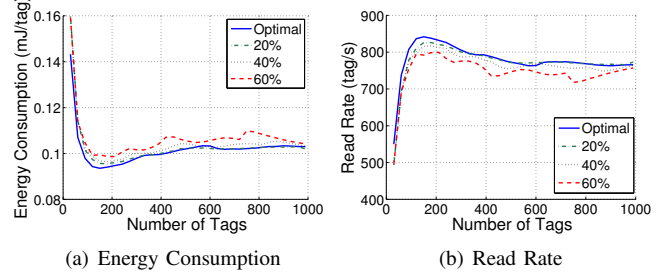 Energy Consumption (mJ/tag)
0.16
0.14
0.12
0.1
0.08
0 200 400 600 800 1000
Number of Tags
Optimal
20%
40%
60%
(a) Energy Consumption
Read Rate (tag/s)
900
800
700
600
500
400
0 200 400 600 800 1000
Number of Tags
Optimal
20%
40%
60%
(b) Read Rate